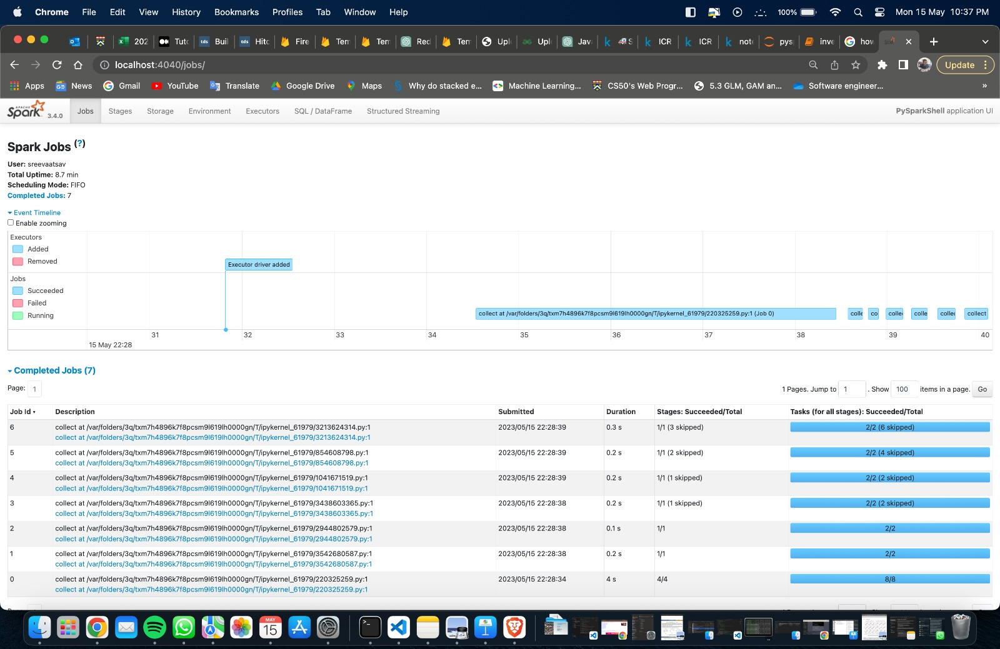 Chrome File Edit View History Bookmarks Profiles Tab Window Help 100% Mon 15 May 10:37 PM
202 Tuto Buil Hitc Fire Tem Tem Red Tem Uplo Uplo Java S ICR ICR note pysp inve how
localhost:4040/jobs/ Update
Apps News Gmail YouTube Translate Google Drive Maps Why do stacked e... Machine Learning... CS50's Web Progr... 5.3 GLM, GAM an... Software engineer... »
APACHE Spark 3.4.0 Jobs Stages Storage Environment Executors SQL / DataFrame Structured Streaming PySparkShell application UI
Spark Jobs (?)
User: sreevaatsav
Total Uptime: 8.7 min
Scheduling Mode: FIFO
Completed Jobs: 7
Event Timeline
Enable zooming
Executors
Added
Removed
Executor driver added
Jobs
Succeeded
Failed
Running
collect at /var/folders/3q/txm7h4896k7f8pcsm9l619lh0000gn/T/ipykernel_61979/220325259.py:1 (Job 0) colle co collec colle collec collect
31 32 33 34 35 36 37 38 39 40
15 May 22:28
Completed Jobs (7)
Page: 1 1 Pages. Jump to 1 . Show 100 items in a page. Go
Job Id ▾ Description Submitted Duration Stages: Succeeded/Total Tasks (for all stages): Succeeded/Total
6 collect at /var/folders/3q/txm7h4896k7f8pcsm9l619lh0000gn/T/ipykernel_61979/3213624314.py:1 2023/05/15 22:28:39 0.3 s 1/1 (3 skipped) 2/2 (6 skipped)
collect at /var/folders/3q/txm7h4896k7f8pcsm9l619lh0000gn/T/ipykernel_61979/3213624314.py:1
5 collect at /var/folders/3q/txm7h4896k7f8pcsm9l619lh0000gn/T/ipykernel_61979/854608798.py:1 2023/05/15 22:28:39 0.2 s 1/1 (2 skipped) 2/2 (4 skipped)
collect at /var/folders/3q/txm7h4896k7f8pcsm9l619lh0000gn/T/ipykernel_61979/854608798.py:1
4 collect at /var/folders/3q/txm7h4896k7f8pcsm9l619lh0000gn/T/ipykernel_61979/1041671519.py:1 2023/05/15 22:28:39 0.2 s 1/1 (1 skipped) 2/2 (2 skipped)
collect at /var/folders/3q/txm7h4896k7f8pcsm9l619lh0000gn/T/ipykernel_61979/1041671519.py:1
3 collect at /var/folders/3q/txm7h4896k7f8pcsm9l619lh0000gn/T/ipykernel_61979/3438603365.py:1 2023/05/15 22:28:38 0.2 s 1/1 (1 skipped) 2/2 (2 skipped)
collect at /var/folders/3q/txm7h4896k7f8pcsm9l619lh0000gn/T/ipykernel_61979/3438603365.py:1
2 collect at /var/folders/3q/txm7h4896k7f8pcsm9l619lh0000gn/T/ipykernel_61979/2944802579.py:1 2023/05/15 22:28:38 0.1 s 1/1 2/2
collect at /var/folders/3q/txm7h4896k7f8pcsm9l619lh0000gn/T/ipykernel_61979/2944802579.py:1
1 collect at /var/folders/3q/txm7h4896k7f8pcsm9l619lh0000gn/T/ipykernel_61979/3542680587.py:1 2023/05/15 22:28:38 0.2 s 1/1 2/2
collect at /var/folders/3q/txm7h4896k7f8pcsm9l619lh0000gn/T/ipykernel_61979/3542680587.py:1
0 collect at /var/folders/3q/txm7h4896k7f8pcsm9l619lh0000gn/T/ipykernel_61979/220325259.py:1 2023/05/15 22:28:34 4 s 4/4 8/8
collect at /var/folders/3q/txm7h4896k7f8pcsm9l619lh0000gn/T/ipykernel_61979/220325259.py:1
MAY
15